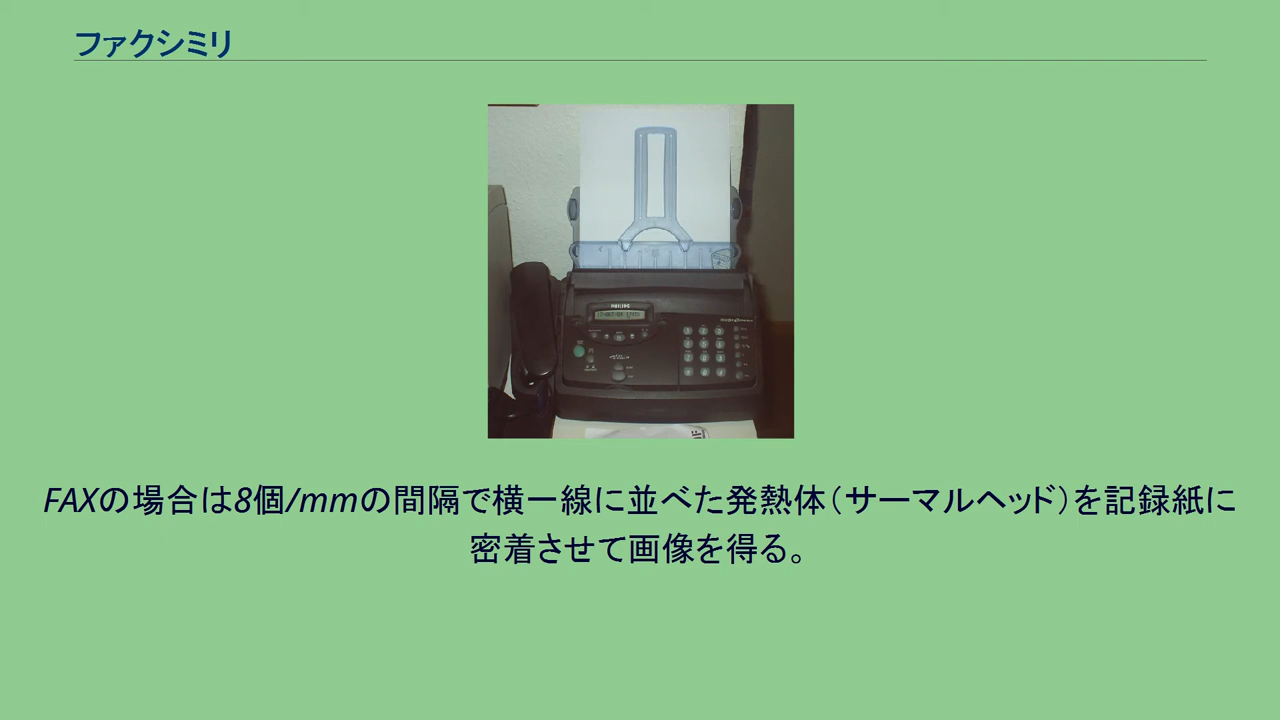 ファクシミリ
PHILIPS
FAXの場合は8個/mmの間隔で横一線に並べた発熱体（サーマルヘッド）を記録紙に
密着させて画像を得る。